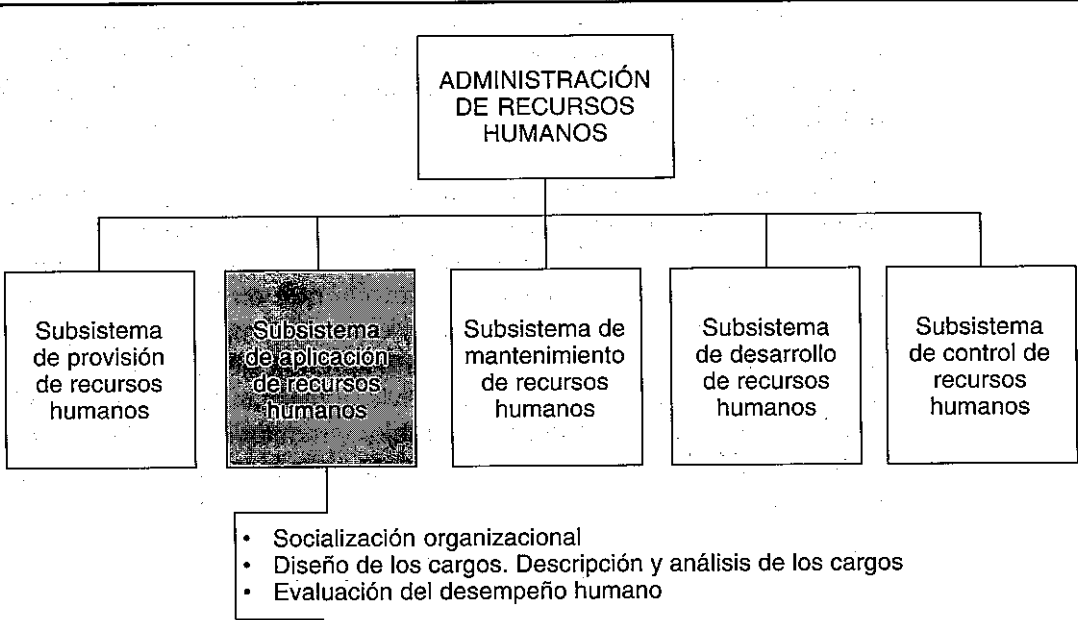 ADMINISTRACIÓN
DE RECURSOS
HUMANOS
Subsistema
de provisión
de recursos
humanos
Subsistema
de aplicación
de recursos
humanos
Subsistema de
mantenimiento
de recursos
humanos
Subsistema
de desarrollo
de recursos
humanos
Subsistema
de control de
recursos
humanos
• Socialización organizacional
• Diseño de los cargos. Descripción y análisis de los cargos
• Evaluación del desempeño humano